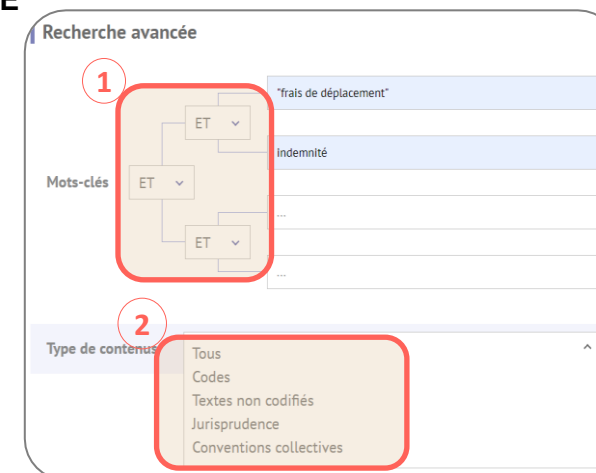 E
Recherche avancée
1
"frais de déplacement"
ET
indemnité
Mots-clés
ET
...
ET
...
2
Type de contenus
Tous
Codes
Textes non codifiés
Jurisprudence
Conventions collectives